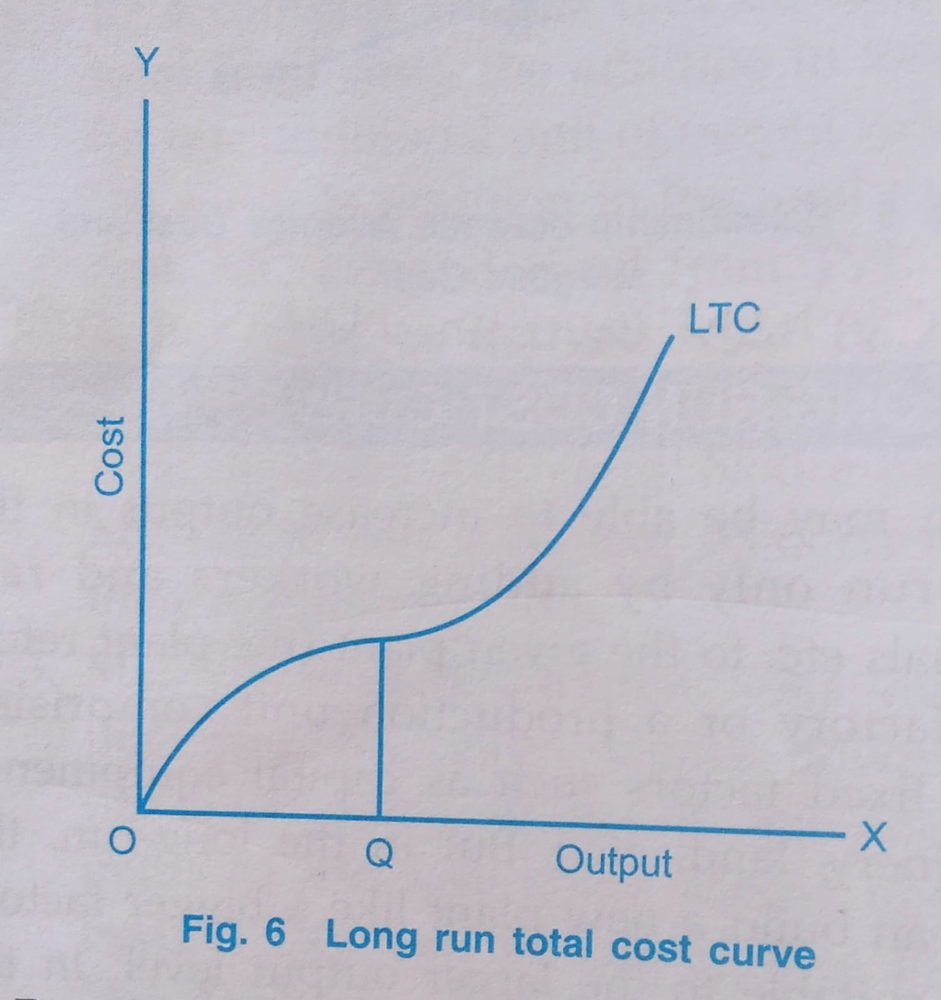 Y
LTC
Cost
O
Q
Output
X
Fig. 6 Long run total cost curve